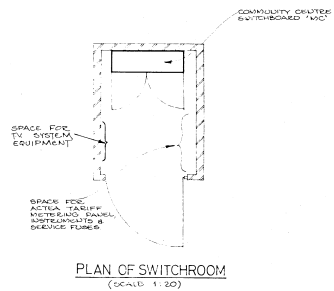 COMMUNITY CENTRE
SWITCHBOARD 'MC'
SPACE FOR
T.V. SYSTEM
EQUIPMENT
SPACE FOR
ACTEA TARIFF
METERING PANEL,
INSTRUMENTS &
SERVICE FUSES
PLAN OF SWITCHROOM
(SCALE 1:20)